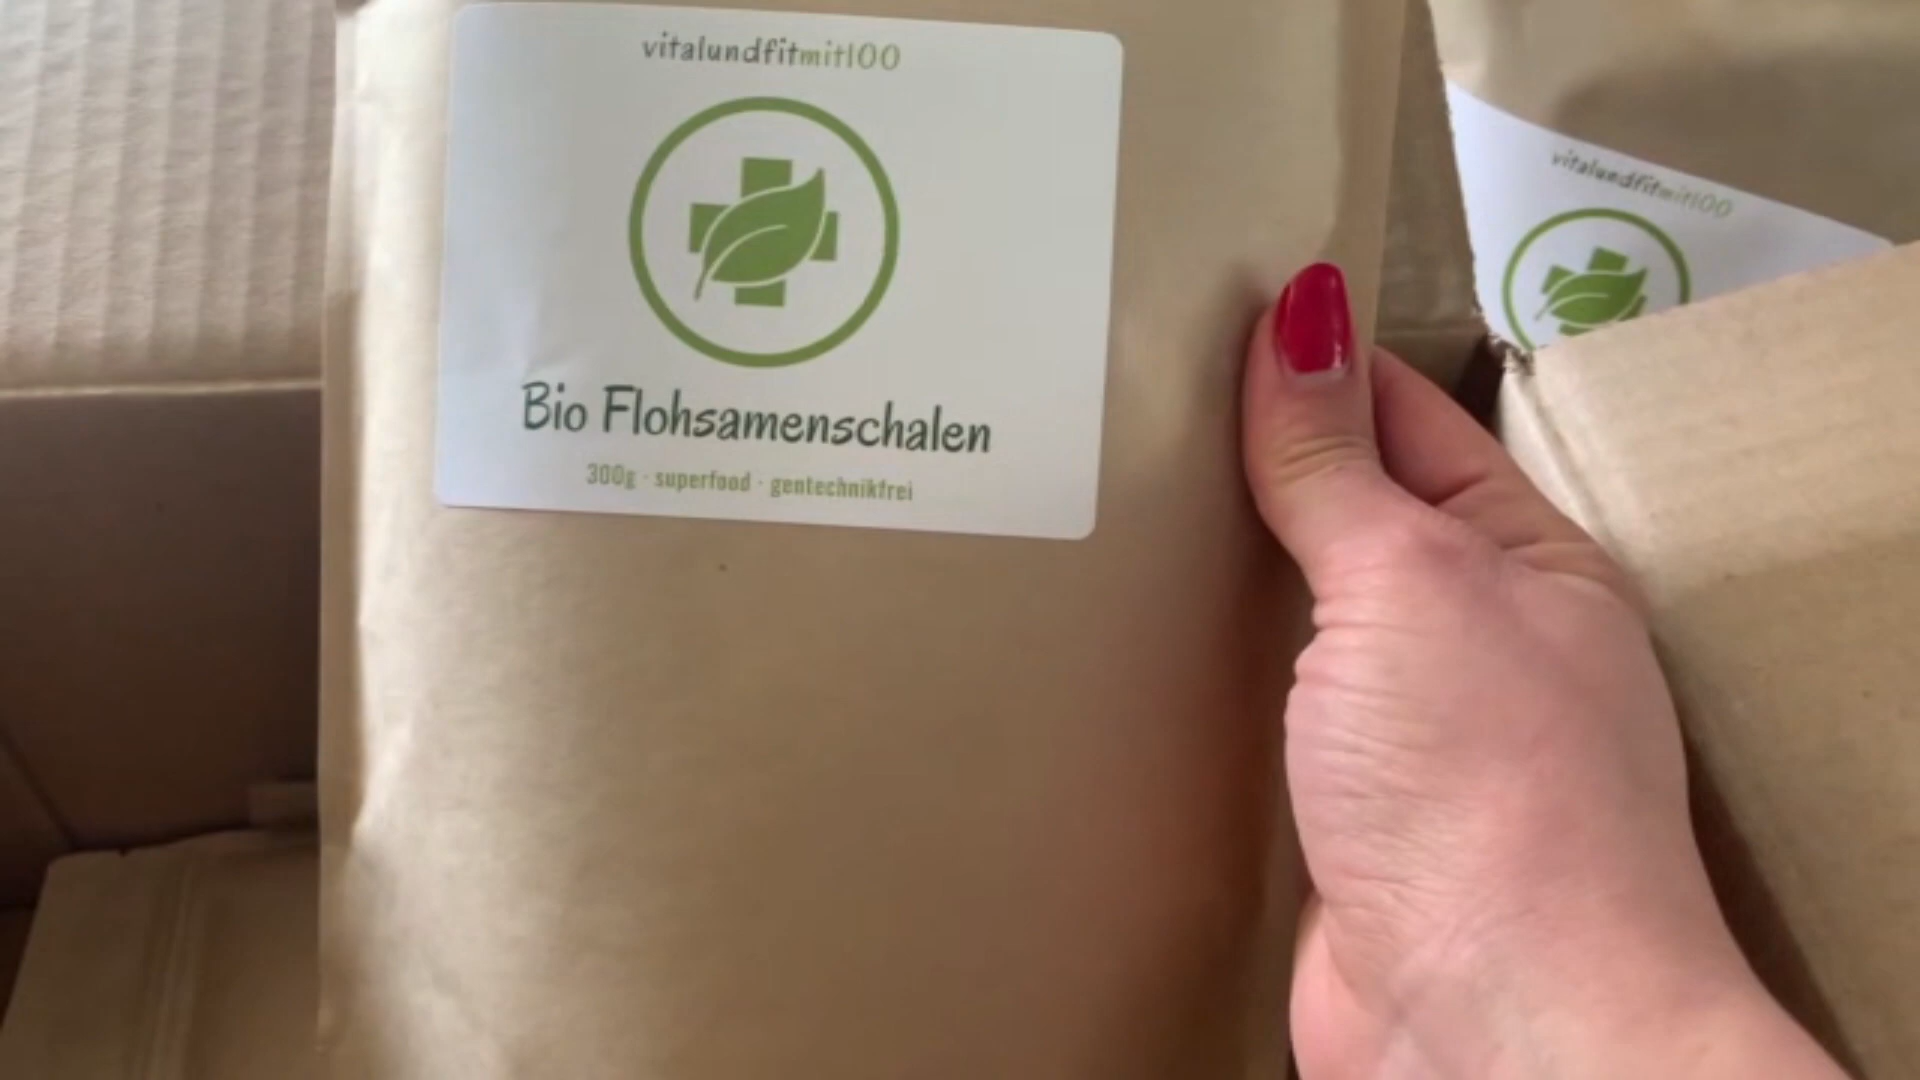 vitalundfitmit100
Bio Flohsamenschalen
300g · superfood · gentechnikfrei
vitalundfitmit100